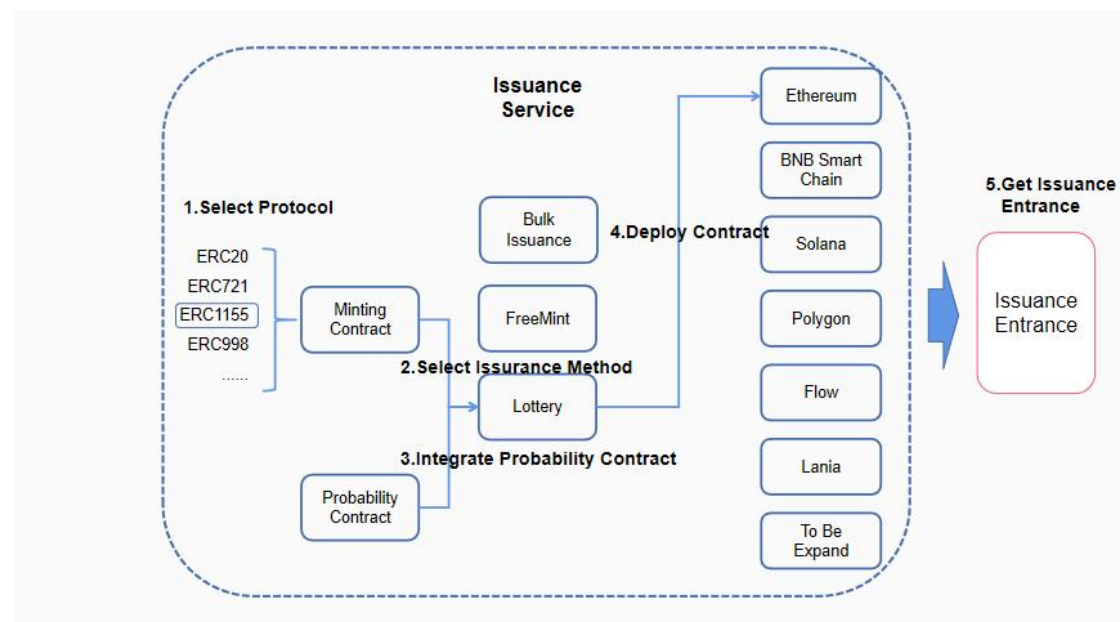 Issuance
Service
1.Select Protocol
ERC20
ERC721
ERC1155
ERC998
......
Minting
Contract
Probability
Contract
Bulk
Issuance
FreeMint
2.Select Issurance Method
Lottery
3.Integrate Probability Contract
4.Deploy Contract
Ethereum
BNB Smart
Chain
Solana
Polygon
Flow
Lania
To Be
Expand
5.Get Issuance
Entrance
Issuance
Entrance